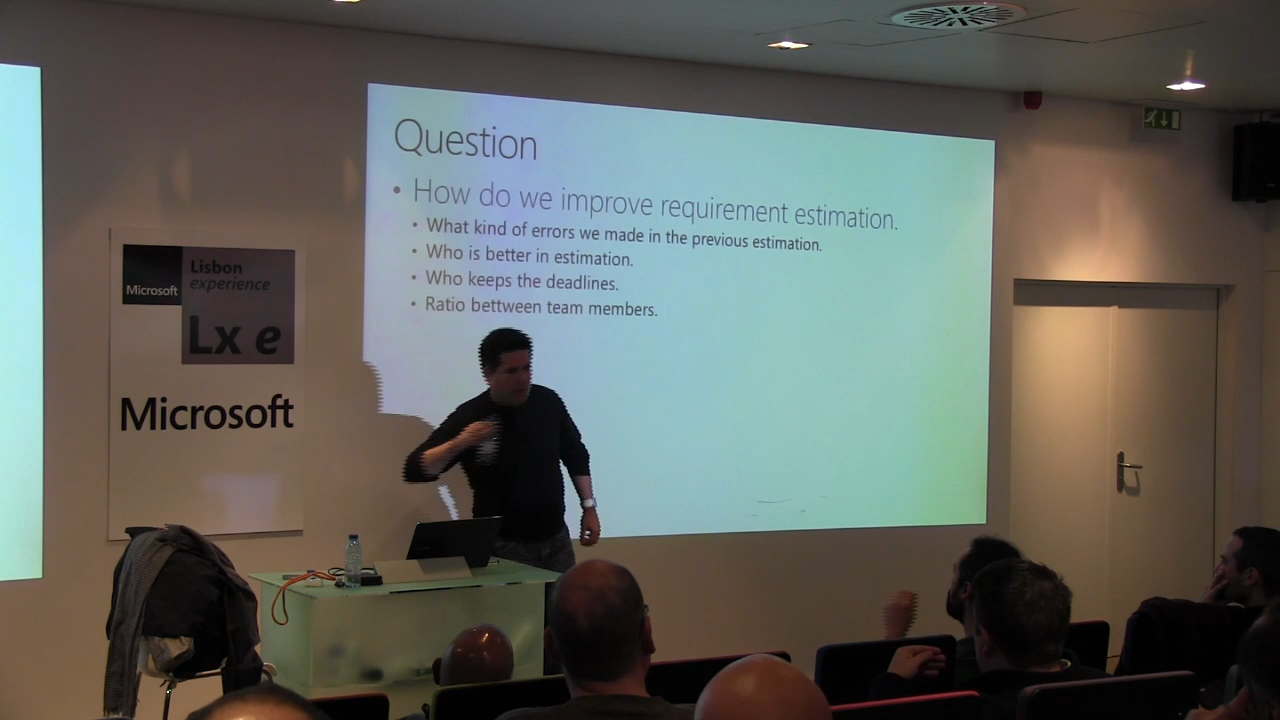 Question
• How do we improve requirement estimation.
• What kind of errors we made in the previous estimation.
• Who is better in estimation.
• Who keeps the deadlines.
• Ratio bettween team members.
Microsoft
Lisbon
experience
Lx e
Microsoft